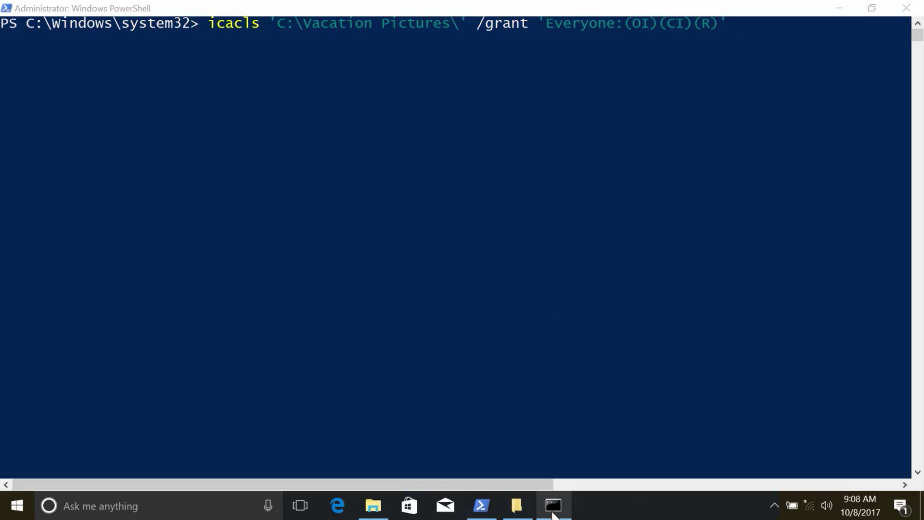 Administrator: Windows PowerShell
PS C:\Windows\system32> icacls 'C:\Vacation Pictures\' /grant 'Everyone:(OI)(CI)(R)'
Ask me anything
9:08 AM
10/8/2017
1